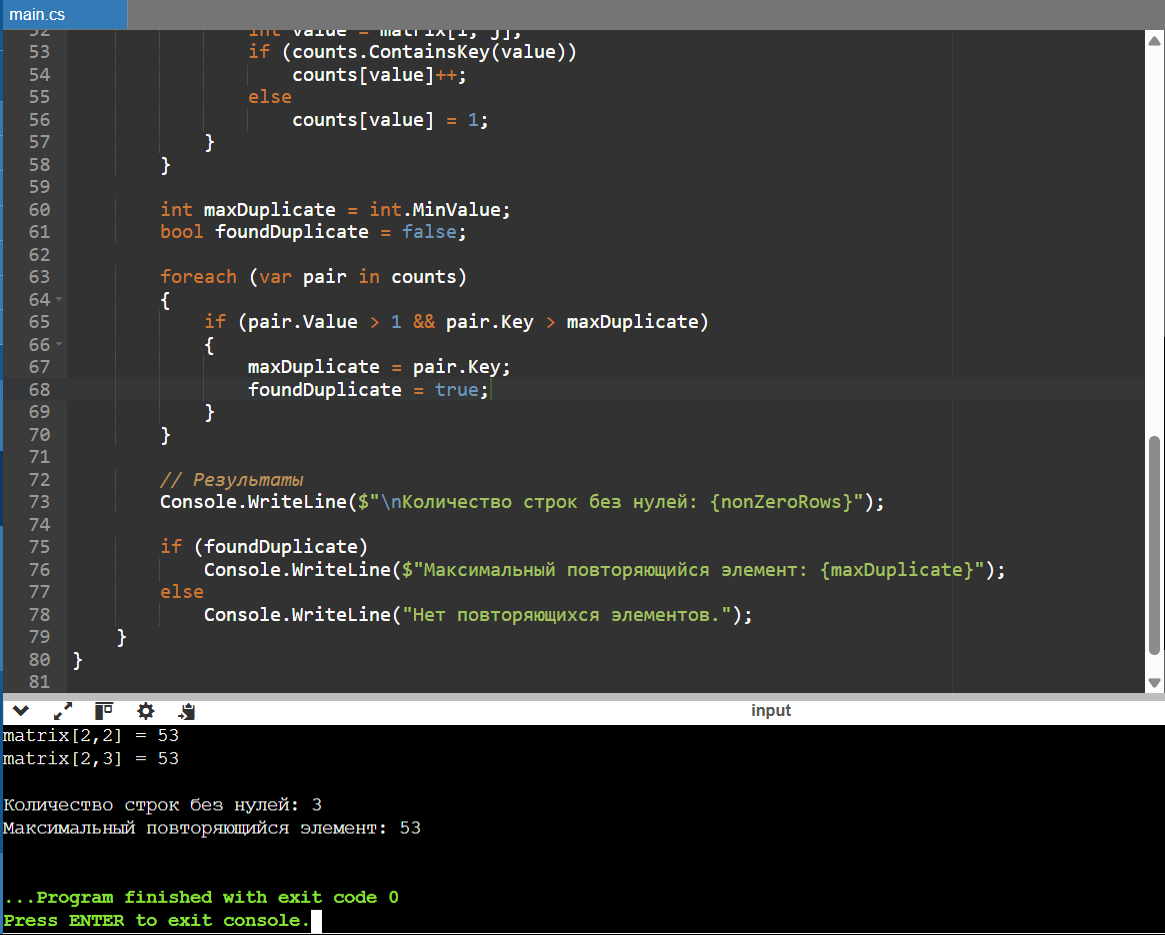 main.cs
52 int value = matrix[i, j];
53 if (counts.ContainsKey(value))
54 counts[value]++;
55 else
56 counts[value] = 1;
57 }
58 }
59
60 int maxDuplicate = int.MinValue;
61 bool foundDuplicate = false;
62
63 foreach (var pair in counts)
64 {
65 if (pair.Value > 1 && pair.Key > maxDuplicate)
66 {
67 maxDuplicate = pair.Key;
68 foundDuplicate = true;
69 }
70 }
71
72 // Результаты
73 Console.WriteLine($"\nКоличество строк без нулей: {nonZeroRows}");
74
75 if (foundDuplicate)
76 Console.WriteLine($"Максимальный повторяющийся элемент: {maxDuplicate}");
77 else
78 Console.WriteLine("Нет повторяющихся элементов.");
79 }
80 }
81
input
matrix[2,2] = 53
matrix[2,3] = 53
Количество строк без нулей: 3
Максимальный повторяющийся элемент: 53
...Program finished with exit code 0
Press ENTER to exit console.